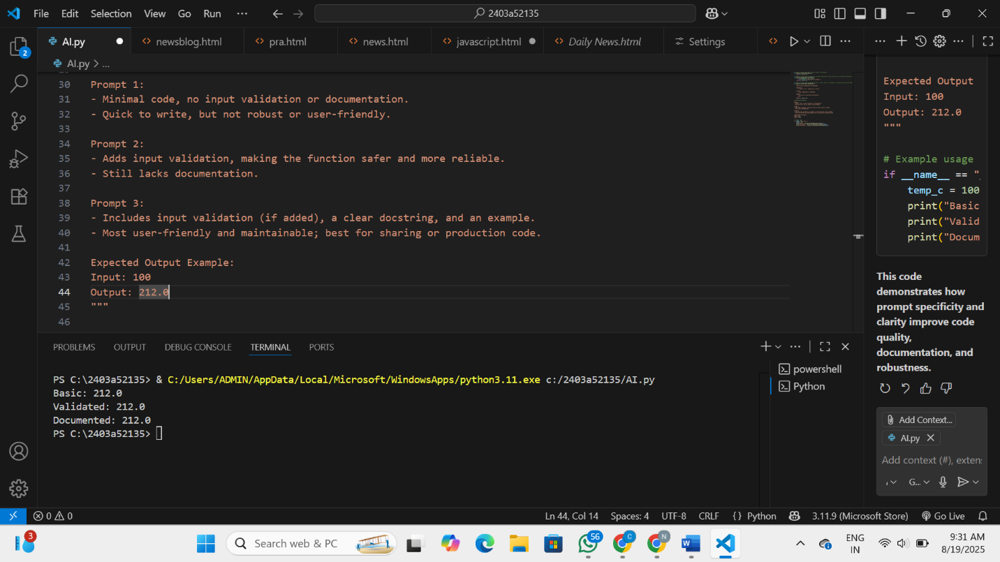 File Edit Selection View Go Run ··· 2403a52135
AI.py newsblog.html pra.html news.html javascript.html Daily News.html Settings
AI.py > ...
30 Prompt 1:
31 - Minimal code, no input validation or documentation.
32 - Quick to write, but not robust or user-friendly.
33
34 Prompt 2:
35 - Adds input validation, making the function safer and more reliable.
36 - Still lacks documentation.
37
38 Prompt 3:
39 - Includes input validation (if added), a clear docstring, and an example.
40 - Most user-friendly and maintainable; best for sharing or production code.
41
42 Expected Output Example:
43 Input: 100
44 Output: 212.0
45 """
46
Expected Output
Input: 100
Output: 212.0
"""
# Example usage
if __name__ == "_
temp_c = 100
print("Basic
print("Valid
print("Docum
This code
demonstrates how
prompt specificity and
clarity improve code
quality,
documentation, and
robustness.
Add Context...
AI.py
Add context (#), exten
G...
PROBLEMS OUTPUT DEBUG CONSOLE TERMINAL PORTS
PS C:\2403a52135> & C:/Users/ADMIN/AppData/Local/Microsoft/WindowsApps/python3.11.exe c:/2403a52135/AI.py
Basic: 212.0
Validated: 212.0
Documented: 212.0
PS C:\2403a52135>
powershell
Python
2
0 0 Ln 44, Col 14 Spaces: 4 UTF-8 CRLF {} Python 3.11.9 (Microsoft Store) Go Live
3 Search web & PC 56 C N ENG
IN
9:31 AM
8/19/2025